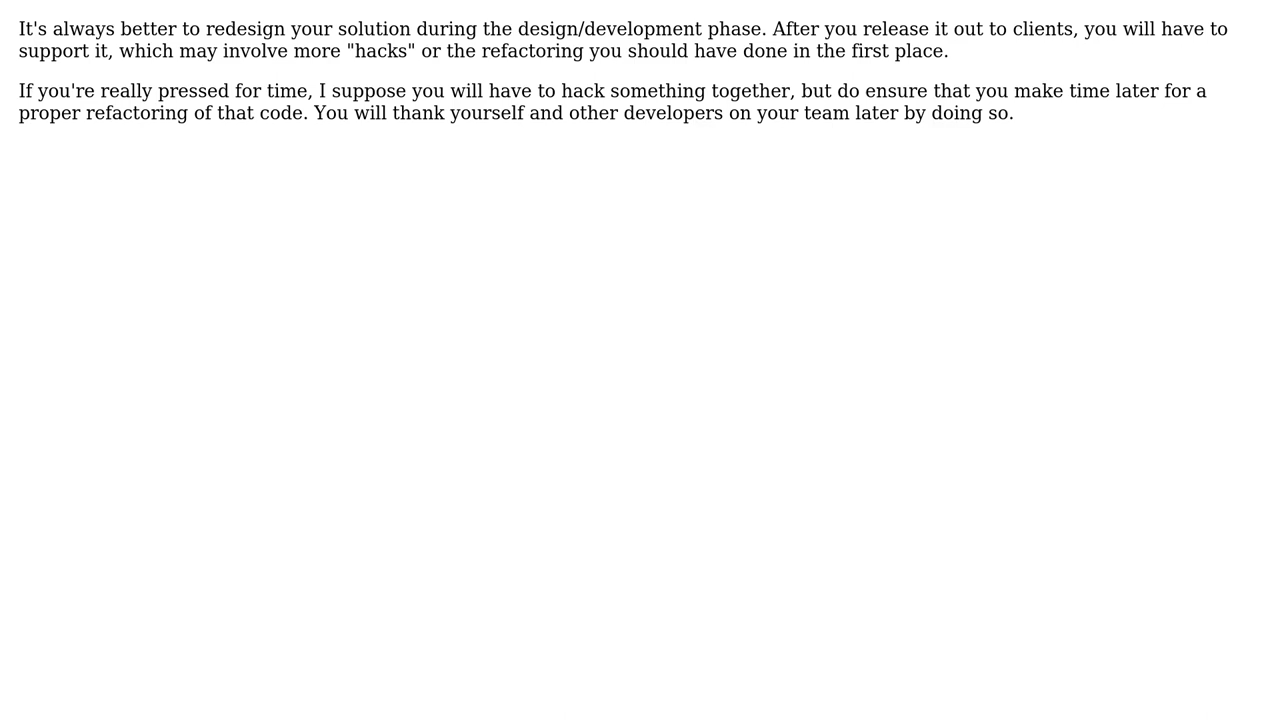 It's always better to redesign your solution during the design/development phase. After you release it out to clients, you will have to
support it, which may involve more "hacks" or the refactoring you should have done in the first place.
If you're really pressed for time, I suppose you will have to hack something together, but do ensure that you make time later for a
proper refactoring of that code. You will thank yourself and other developers on your team later by doing so.